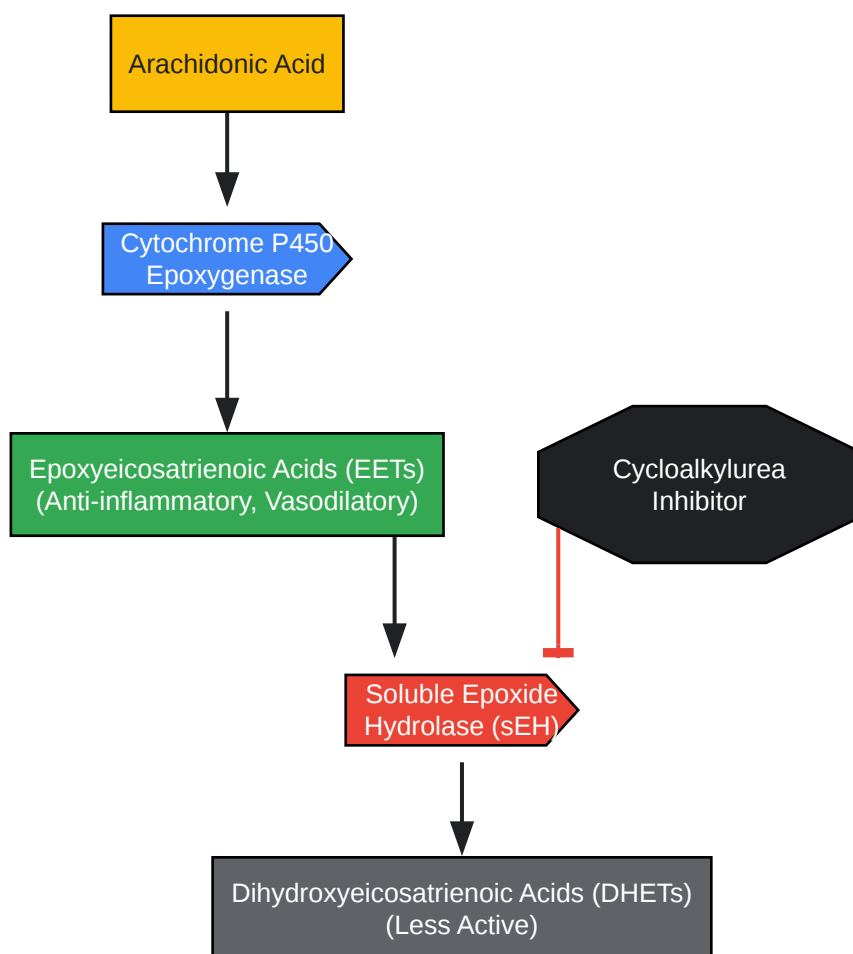 Arachidonic Acid
Cytochrome P450
Epoxygenase
Epoxyeicosatrienoic Acids (EETs)
(Anti-inflammatory, Vasodilatory)
Cycloalkylurea
Inhibitor
Soluble Epoxide
Hydrolase (sEH)
Dihydroxyeicosatrienoic Acids (DHETs)
(Less Active)